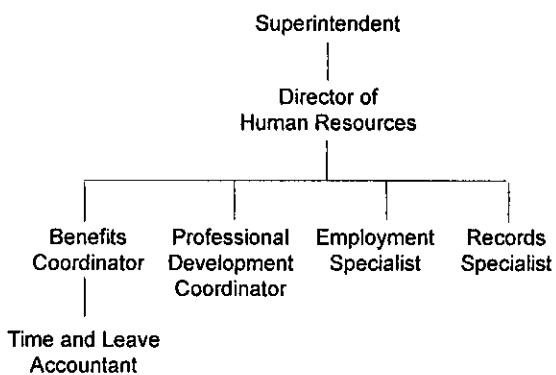 Superintendent
Director of
Human Resources
Benefits
Coordinator
Professional
Development
Coordinator
Employment
Specialist
Records
Specialist
Time and Leave
Accountant